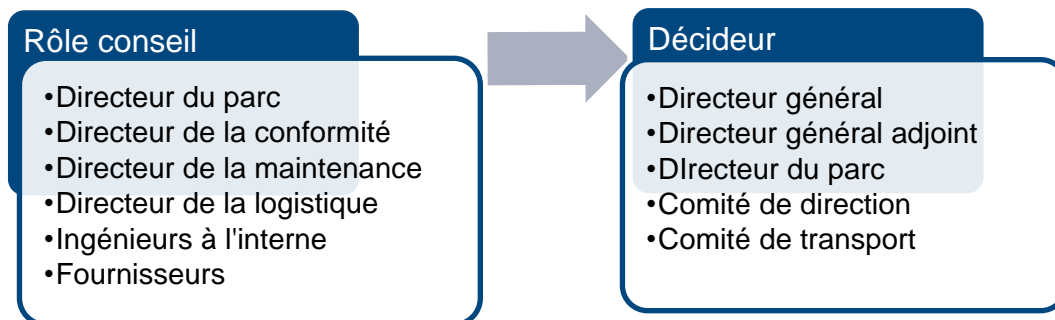 Rôle conseil
•Directeur du parc
•Directeur de la conformité
•Directeur de la maintenance
•Directeur de la logistique
•Ingénieurs à l'interne
•Fournisseurs
Décideur
•Directeur général
•Directeur général adjoint
•DIrecteur du parc
•Comité de direction
•Comité de transport